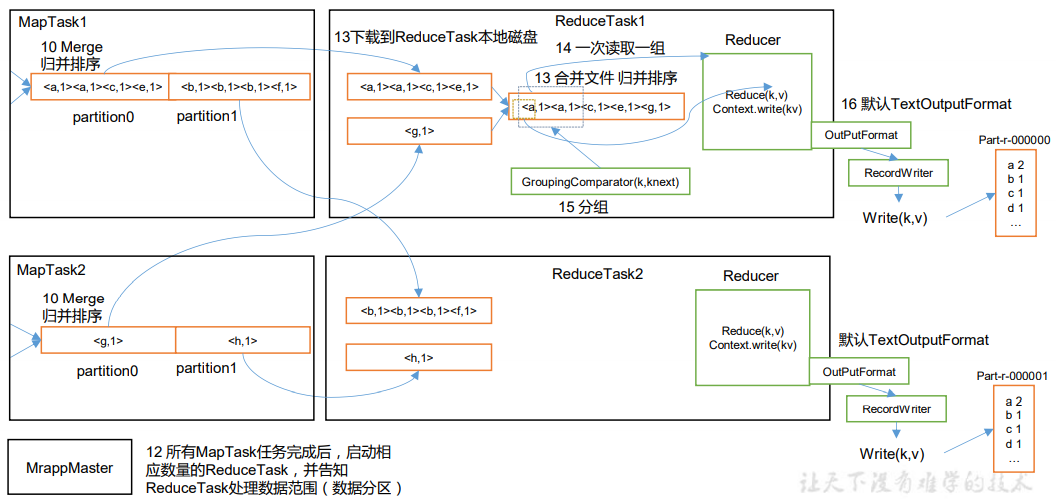 MapTask1
10 Merge
归并排序
<a,1><a,1><c,1><e,1>
<b,1><b,1><b,1><f,1>
partition0
partition1
ReduceTask1
13下载到ReduceTask本地磁盘
14 一次读取一组
Reducer
<a,1><a,1><c,1><e,1>
13 合并文件 归并排序
<a,1><a,1><c,1><e,1><g,1>
<g,1>
Reduce(k,v)
Context.write(kv)
GroupingComparator(k,knext)
15 分组
16 默认TextOutputFormat
OutPutFormat
RecordWriter
Write(k,v)
Part-r-000000
a 2
b 1
c 1
d 1
…
MapTask2
10 Merge
归并排序
<g,1>
<h,1>
partition0
partition1
ReduceTask2
Reducer
<b,1><b,1><b,1><f,1>
<h,1>
Reduce(k,v)
Context.write(kv)
默认TextOutputFormat
OutPutFormat
RecordWriter
Write(k,v)
Part-r-000001
a 2
b 1
c 1
d 1
…
MrappMaster
12 所有MapTask任务完成后，启动相
应数量的ReduceTask，并告知
ReduceTask处理数据范围（数据分区）
让天下没有难学的技术